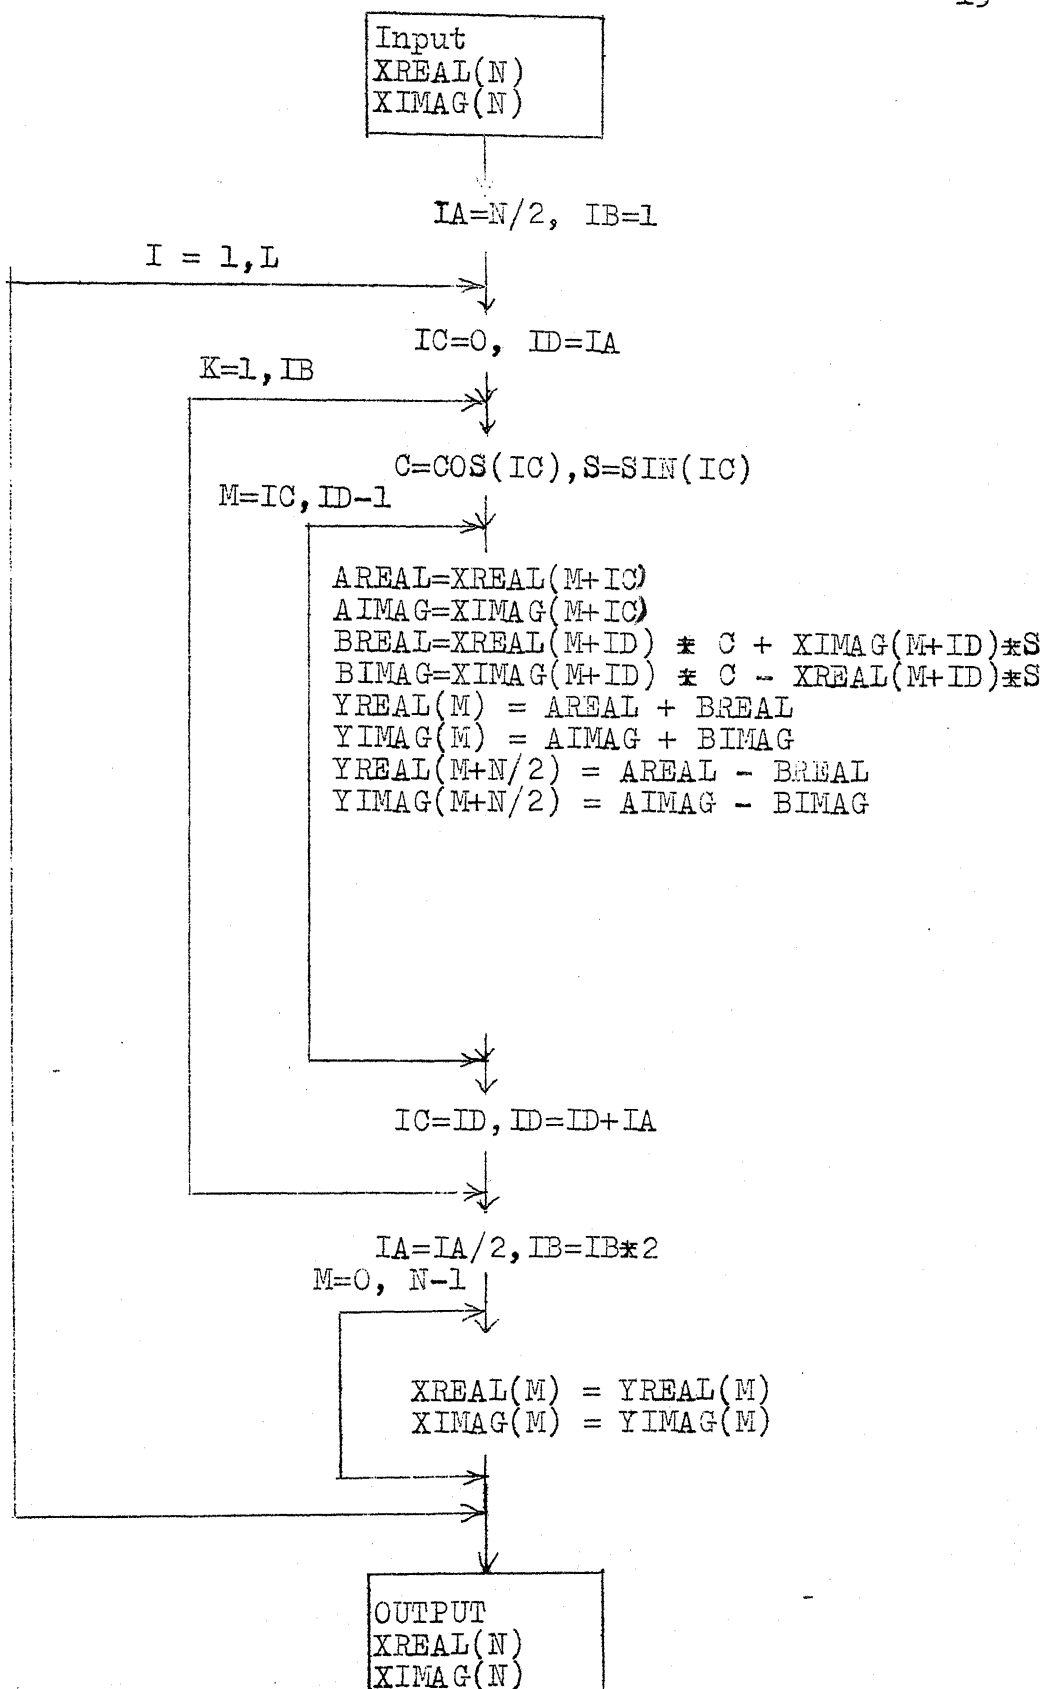 Input
XREAL(N)
XIMAG(N)
IA=N/2, IB=1
I = 1,L
IC=0, ID=IA
K=1,IB
C=COS(IC),S=SIN(IC)
M=IC,ID-1
AREAL=XREAL(M+IC)
AIMAG=XIMAG(M+IC)
BREAL=XREAL(M+ID) * C + XIMAG(M+ID)*S
BIMAG=XIMAG(M+ID) * C - XREAL(M+ID)*S
YREAL(M) = AREAL + BREAL
YIMAG(M) = AIMAG + BIMAG
YREAL(M+N/2) = AREAL - BREAL
YIMAG(M+N/2) = AIMAG - BIMAG
IC=ID,ID=ID+IA
IA=IA/2,IB=IB*2
M=0, N-1
XREAL(M) = YREAL(M)
XIMAG(M) = YIMAG(M)
OUTPUT
XREAL(N)
XIMAG(N)